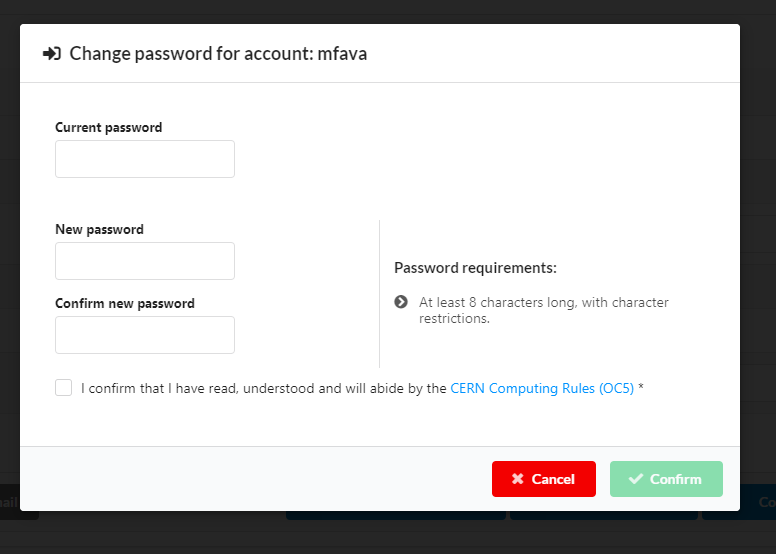 Change password for account: mfava
Current password
New password
Confirm new password
Password requirements:
At least 8 characters long, with character
restrictions.
I confirm that I have read, understood and will abide by the CERN Computing Rules (OC5) *
Cancel
Confirm